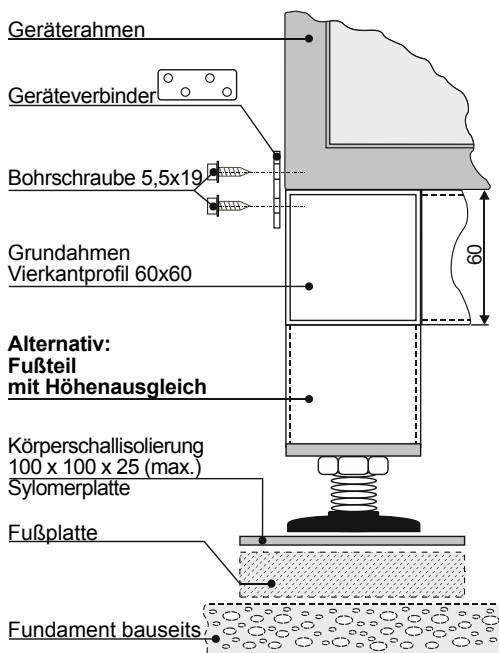 Geräterahmen
Geräteverbinder
Bohrschraube 5,5x19
Grundahmen
Vierkantprofil 60x60
60
Alternativ:
Fußteil
mit Höhenausgleich
Körperschallisolierung
100 x 100 x 25 (max.)
Sylomerplatte
Fußplatte
Fundament bauseits